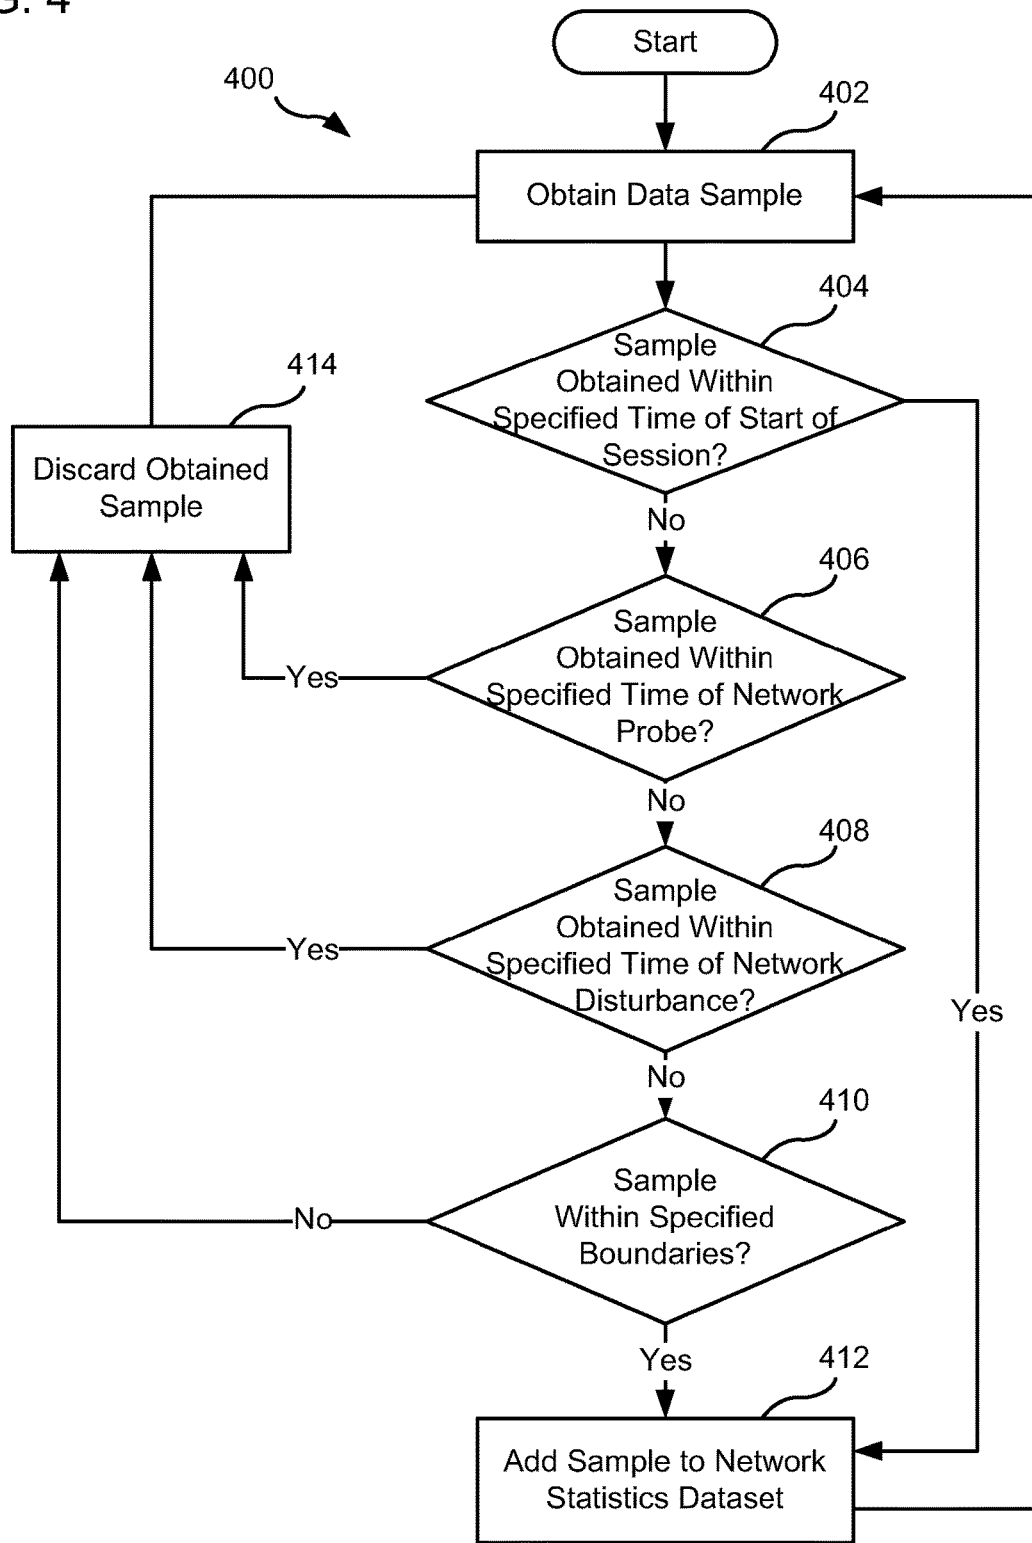 G. 4
Start
400
402
Obtain Data Sample
404
Sample
Obtained Within
Specified Time of Start of
Session?
414
Discard Obtained
Sample
No
406
Sample
Obtained Within
Specified Time of Network
Probe?
Yes
No
408
Sample
Obtained Within
Specified Time of Network
Disturbance?
Yes
Yes
No
410
Sample
Within Specified
Boundaries?
No
Yes
412
Add Sample to Network
Statistics Dataset